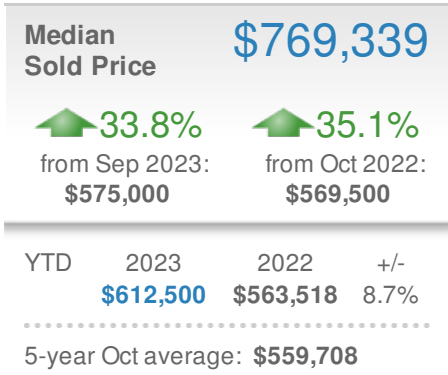 Median $769,339
Sold Price
33.8% 35.1%
from Sep 2023: from Oct 2022:
$575,000 $569,500
YTD 2023 2022 +/-
$612,500 $563,518 8.7%
5-year Oct average: $559,708